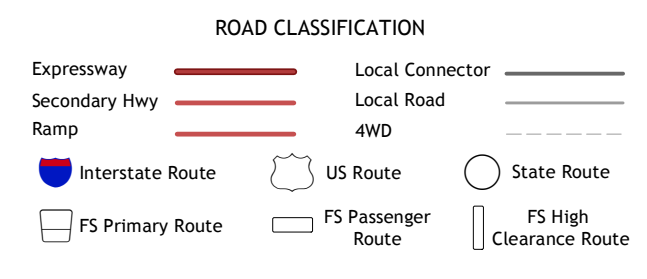 ROAD CLASSIFICATION
Expressway
Local Connector
Secondary Hwy
Local Road
Ramp
4WD
Interstate Route
US Route
State Route
FS Primary Route
FS Passenger
Route
FS High
Clearance Route